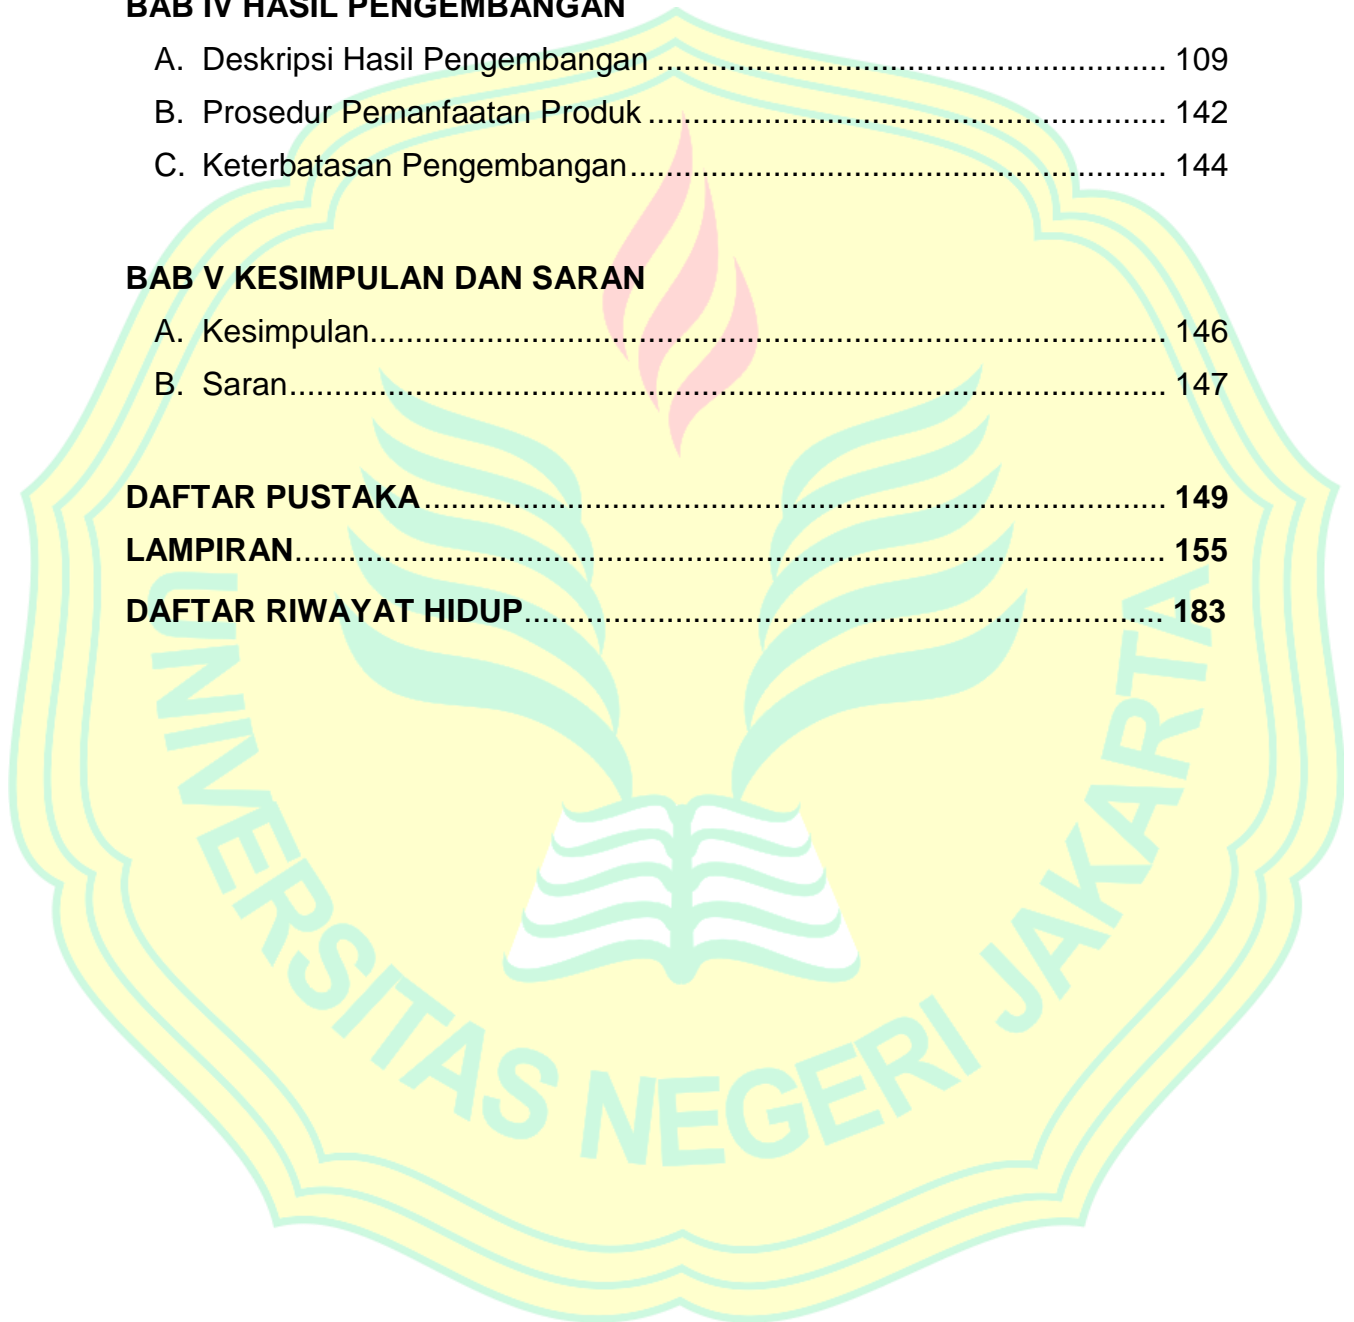 BAB IV HASIL PENGEMBANGAN
A. Deskripsi Hasil Pengembangan ........................................................ 109
B. Prosedur Pemanfaatan Produk ......................................................... 142
C. Keterbatasan Pengembangan ........................................................... 144
BAB V KESIMPULAN DAN SARAN
A. Kesimpulan........................................................................................ 146
B. Saran ................................................................................................. 147
DAFTAR PUSTAKA .................................................................................. 149
LAMPIRAN................................................................................................. 155
DAFTAR RIWAYAT HIDUP........................................................................ 183
UNIVERSITAS NEGERI JAKARTA